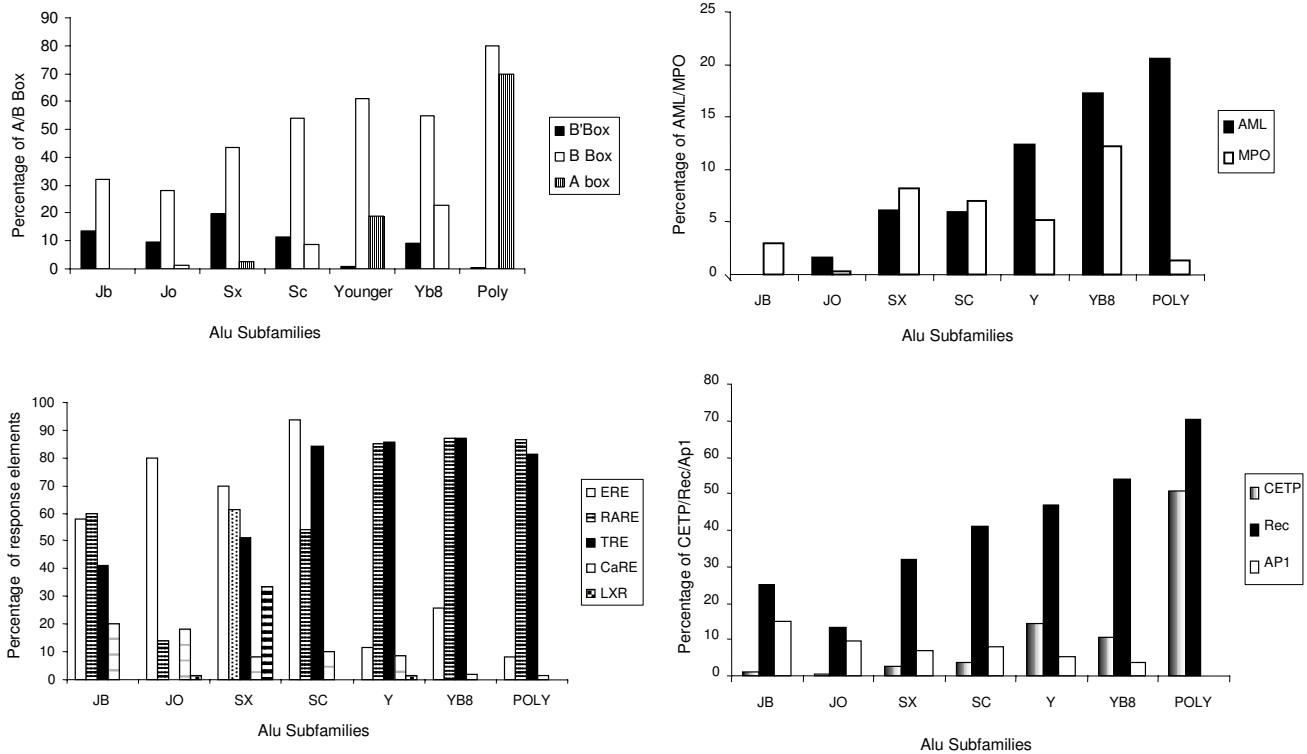 Percentage of A/B Box
90
80
70
60
50
40
30
20
10
0
Jb Jo Sx Sc Younger Yb8 Poly
Alu Subfamilies
B'Box
B Box
A box
Percentage of AML/MPO
25
20
15
10
5
0
JB JO SX SC Y YB8 POLY
Alu Subfamilies
AML
MPO
Percentage of response elements
100
90
80
70
60
50
40
30
20
10
0
JB JO SX SC Y YB8 POLY
Alu Subfamilies
ERE
RARE
TRE
CaRE
LXR
Percentage of CETP/Rec/Ap1
80
70
60
50
40
30
20
10
0
JB JO SX SC Y YB8 POLY
Alu Subfamilies
CETP
Rec
AP1